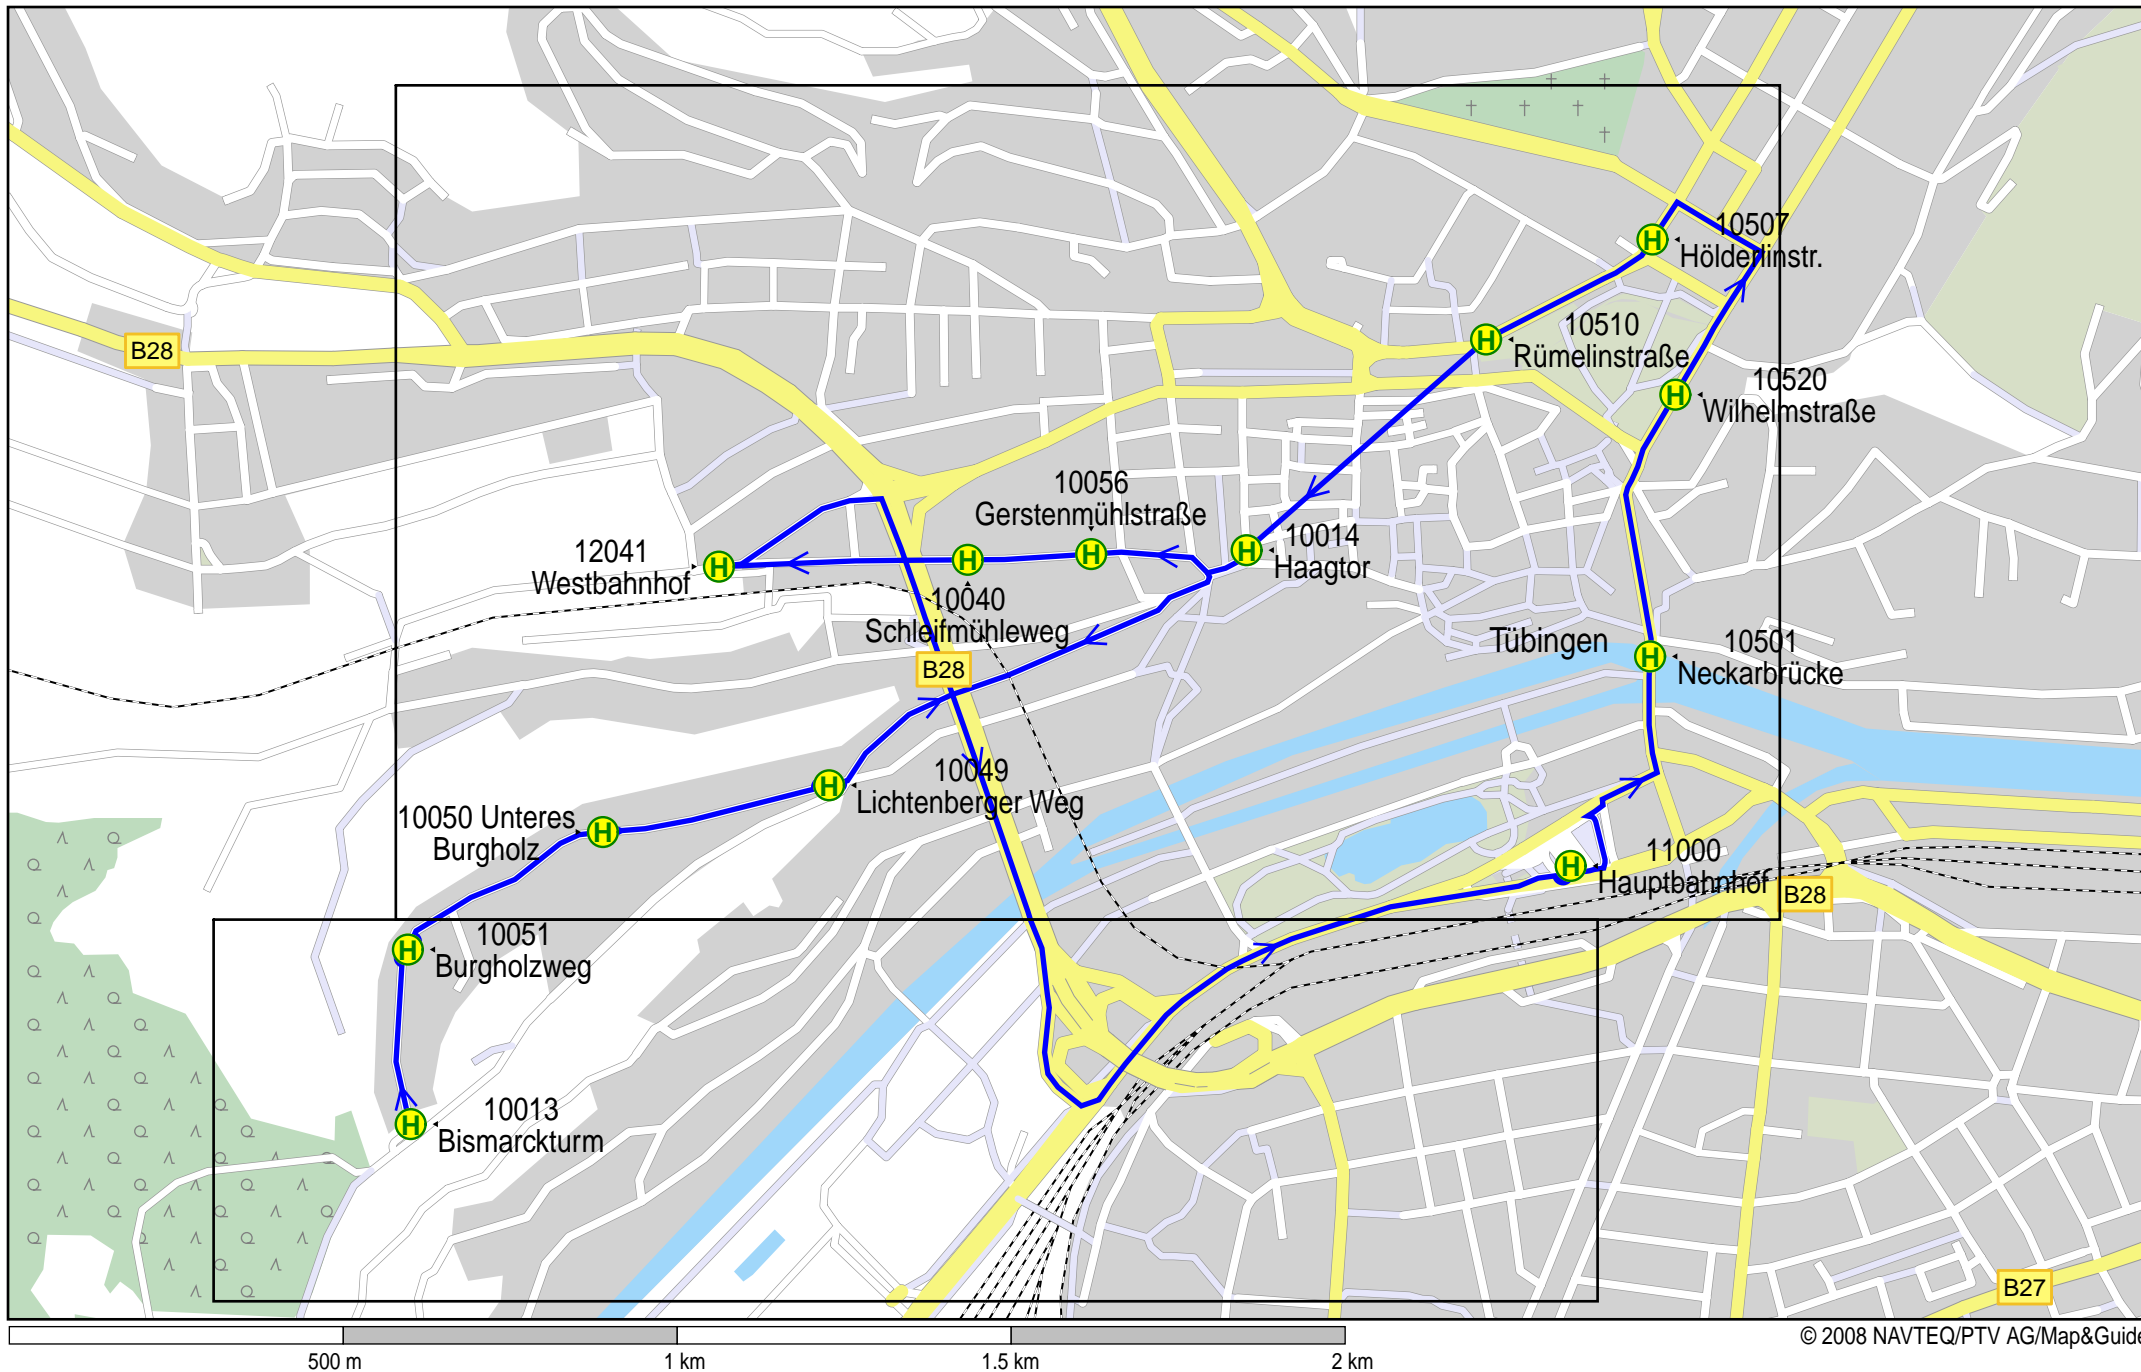 10507
Hölderlinstr.
10510
Rümelinstraße
B28
10520
Wilhelmstraße
10056
Gerstenmühlstraße
10014
Haagtor
12041
Westbahnhof
10040
Schleifmühleweg
Tübingen
10501
Neckarbrücke
B28
10049
Lichtenberger Weg
10050 Unteres
Burgholz
11000
Hauptbahnhof
B28
10051
Burgholzweg
10013
Bismarckturm
B27
500 m
1 km
1.5 km
2 km
© 2008 NAVTEQ/PTV AG/Map&Guide
H
H
H
H
H
H
H
H
H
H
H
H
H